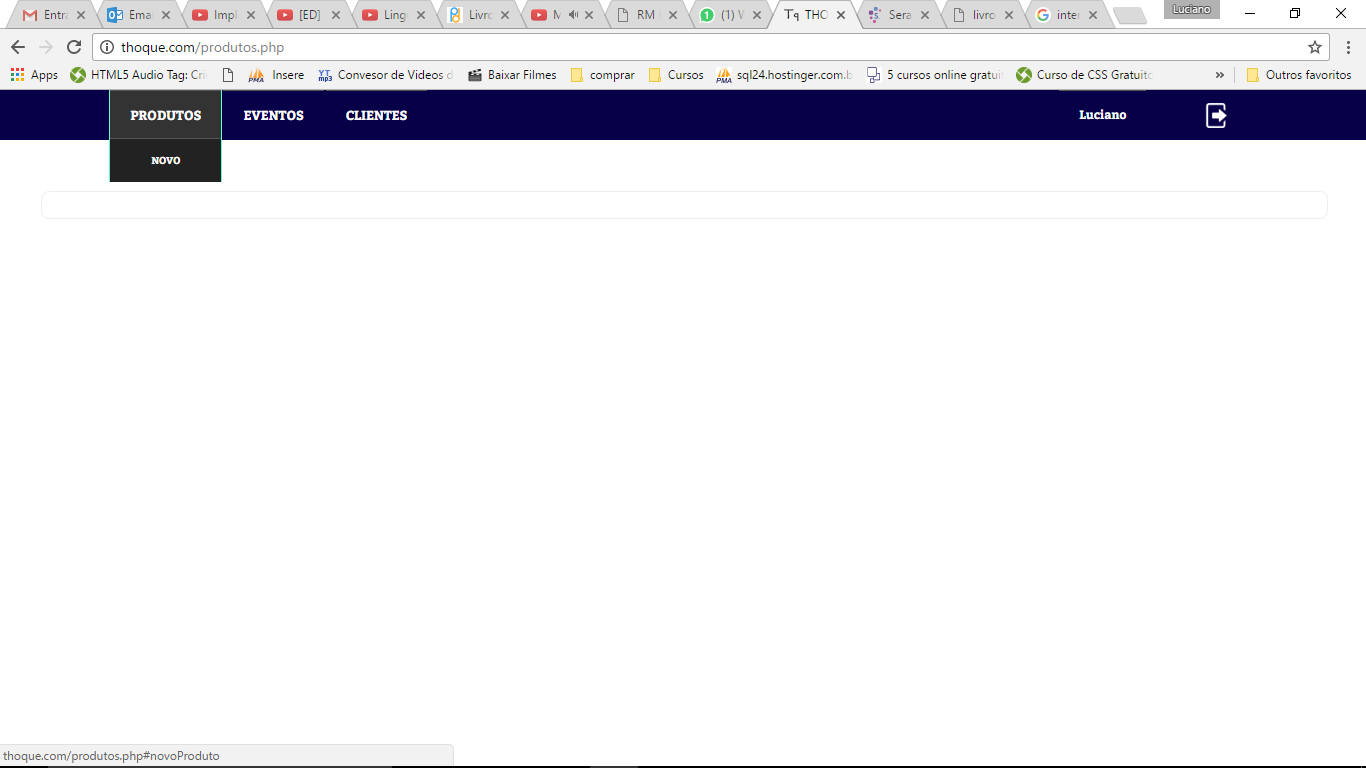 Entra Ema Impl [ED] Ling Livro M RM (1) W THO Sera livro inter Luciano
thoque.com/produtos.php
Apps HTML5 Audio Tag: Cri Insere Convesor de Videos d Baixar Filmes comprar Cursos sql24.hostinger.com.b 5 cursos online gratui Curso de CSS Gratuito » Outros favoritos
PRODUTOS EVENTOS CLIENTES Luciano
NOVO
thoque.com/produtos.php#novoProduto